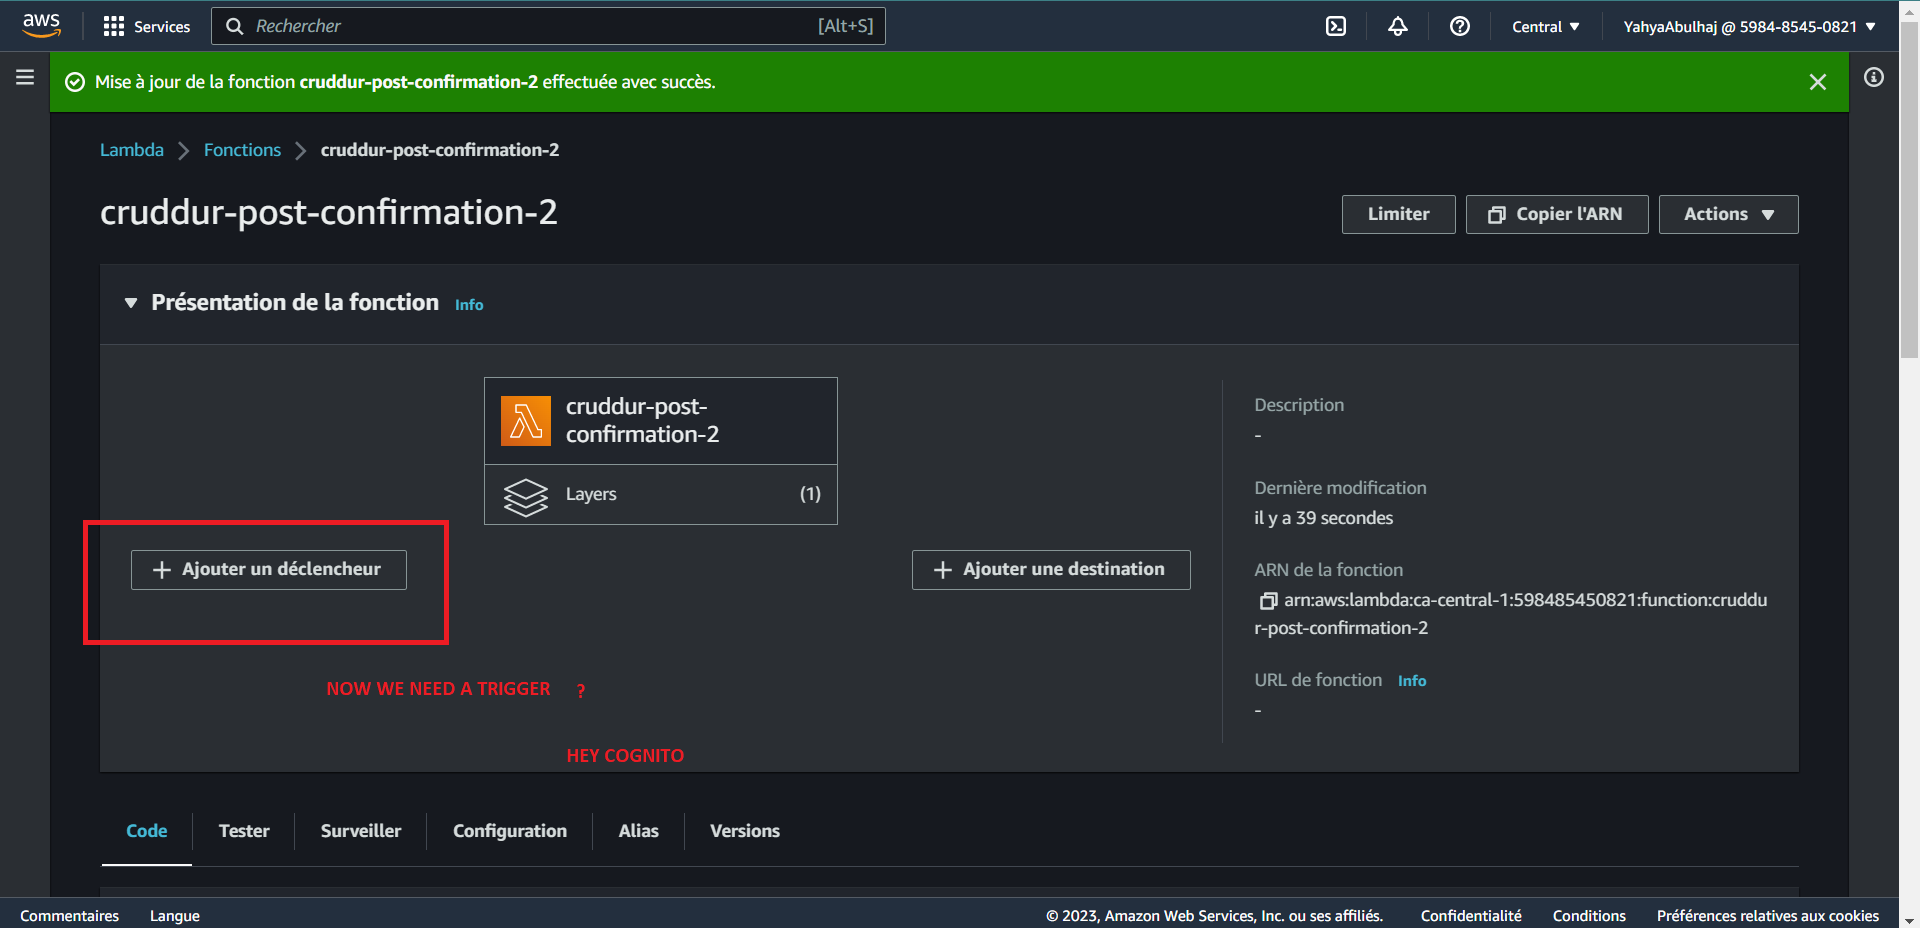 aws
Services
Rechercher
[Alt+S]
Central
YahyaAbulhaj @ 5984-8545-0821
Mise à jour de la fonction cruddur-post-confirmation-2 effectuée avec succès.
Lambda
Fonctions
cruddur-post-confirmation-2
cruddur-post-confirmation-2
Limiter
Copier l'ARN
Actions
Présentation de la fonction
Info
cruddur-post-
confirmation-2
Layers
(1)
Ajouter un déclencheur
Ajouter une destination
NOW WE NEED A TRIGGER ?
HEY COGNITO
Description
-
Dernière modification
il y a 39 secondes
ARN de la fonction
arn:aws:lambda:ca-central-1:598485450821:function:cruddu
r-post-confirmation-2
URL de fonction
Info
-
Code
Tester
Surveiller
Configuration
Alias
Versions
Commentaires
Langue
© 2023, Amazon Web Services, Inc. ou ses affiliés.
Confidentialité
Conditions
Préférences relatives aux cookies